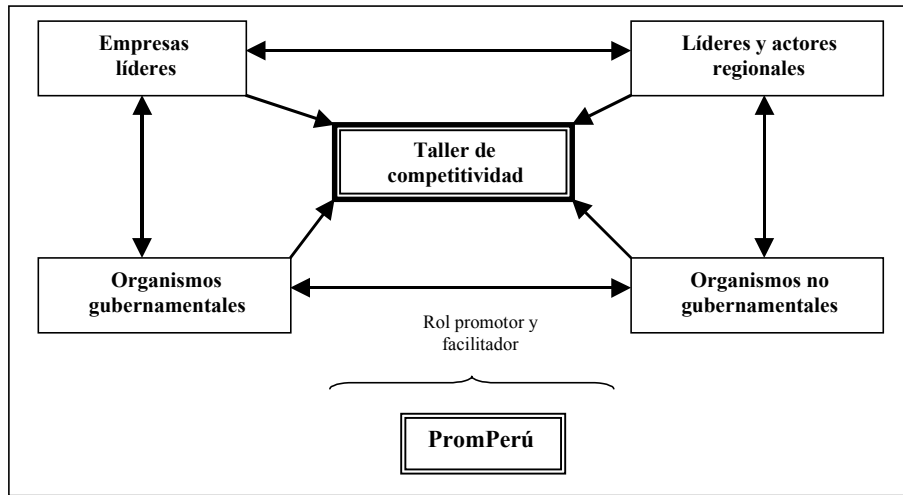 Empresas
líderes
Líderes y actores
regionales
Taller de
competitividad
Organismos
gubernamentales
Organismos no
gubernamentales
Rol promotor y
facilitador
PromPerú